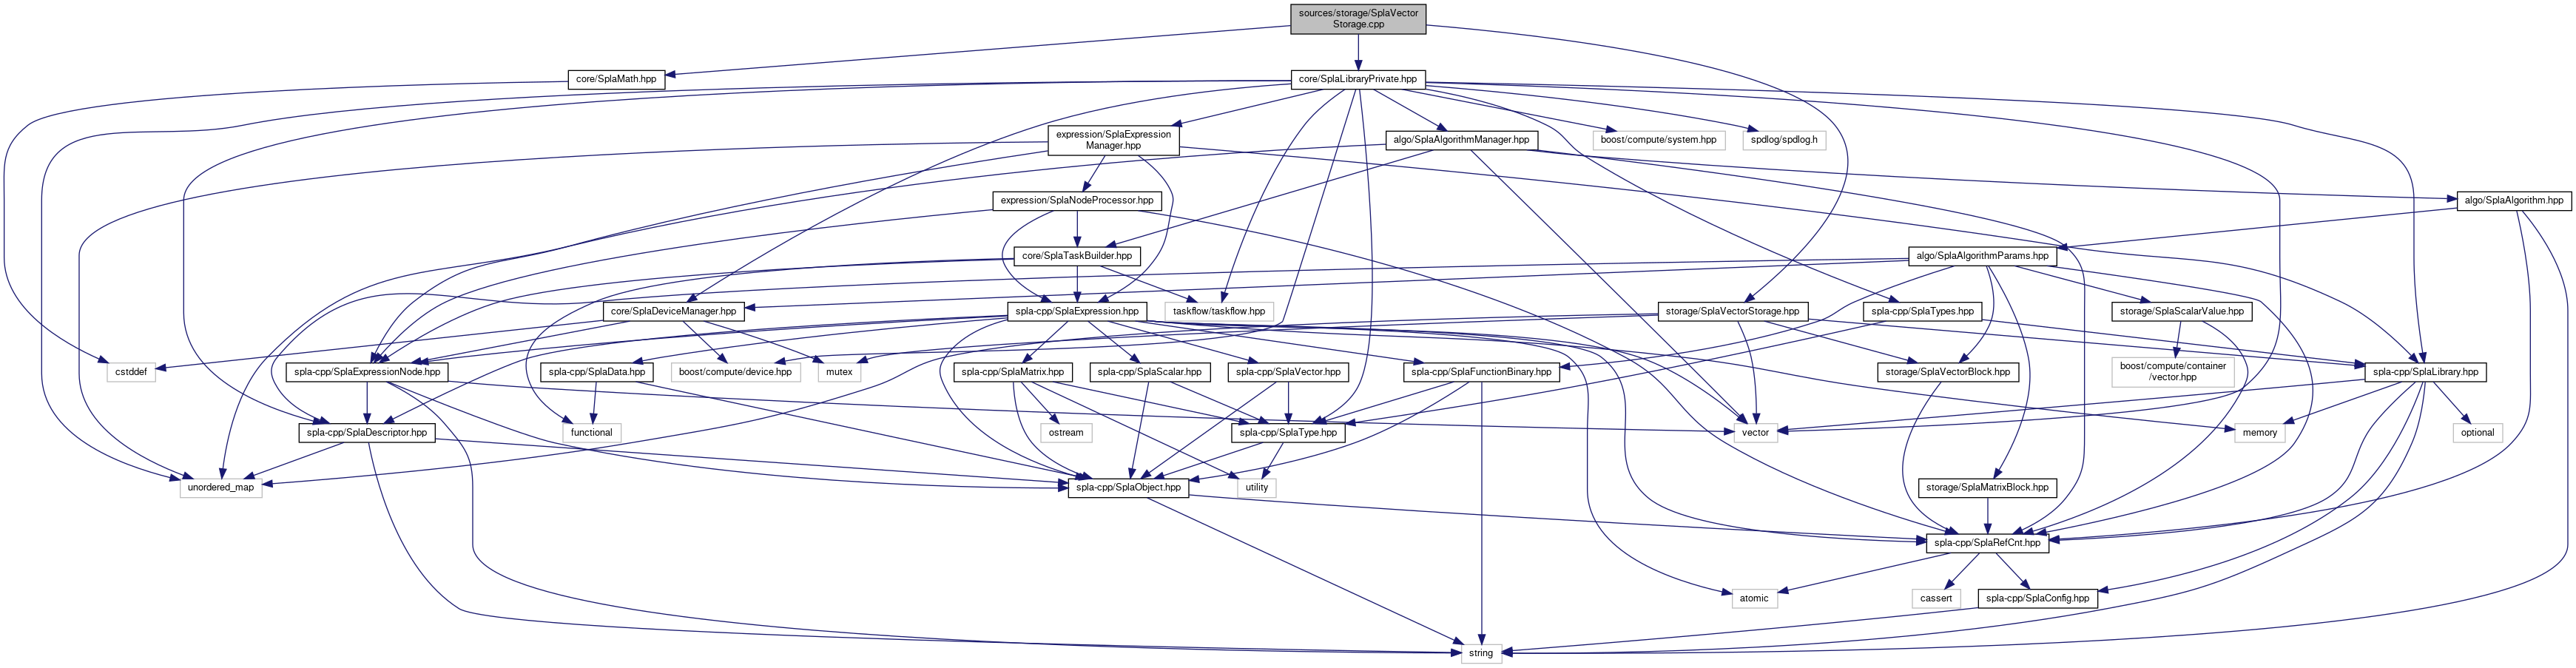 sources/storage/SplaVector
Storage.cpp
core/SplaMath.hpp
core/SplaLibraryPrivate.hpp
expression/SplaExpression
Manager.hpp
algo/SplaAlgorithmManager.hpp
boost/compute/system.hpp
spdlog/spdlog.h
expression/SplaNodeProcessor.hpp
algo/SplaAlgorithm.hpp
core/SplaTaskBuilder.hpp
algo/SplaAlgorithmParams.hpp
core/SplaDeviceManager.hpp
spla-cpp/SplaExpression.hpp
taskflow/taskflow.hpp
storage/SplaVectorStorage.hpp
spla-cpp/SplaTypes.hpp
storage/SplaScalarValue.hpp
cstddef
spla-cpp/SplaExpressionNode.hpp
spla-cpp/SplaData.hpp
boost/compute/device.hpp
mutex
spla-cpp/SplaMatrix.hpp
spla-cpp/SplaScalar.hpp
spla-cpp/SplaVector.hpp
spla-cpp/SplaFunctionBinary.hpp
storage/SplaVectorBlock.hpp
boost/compute/container
/vector.hpp
spla-cpp/SplaLibrary.hpp
spla-cpp/SplaDescriptor.hpp
functional
ostream
spla-cpp/SplaType.hpp
vector
memory
optional
unordered_map
spla-cpp/SplaObject.hpp
utility
storage/SplaMatrixBlock.hpp
spla-cpp/SplaRefCnt.hpp
atomic
cassert
spla-cpp/SplaConfig.hpp
string